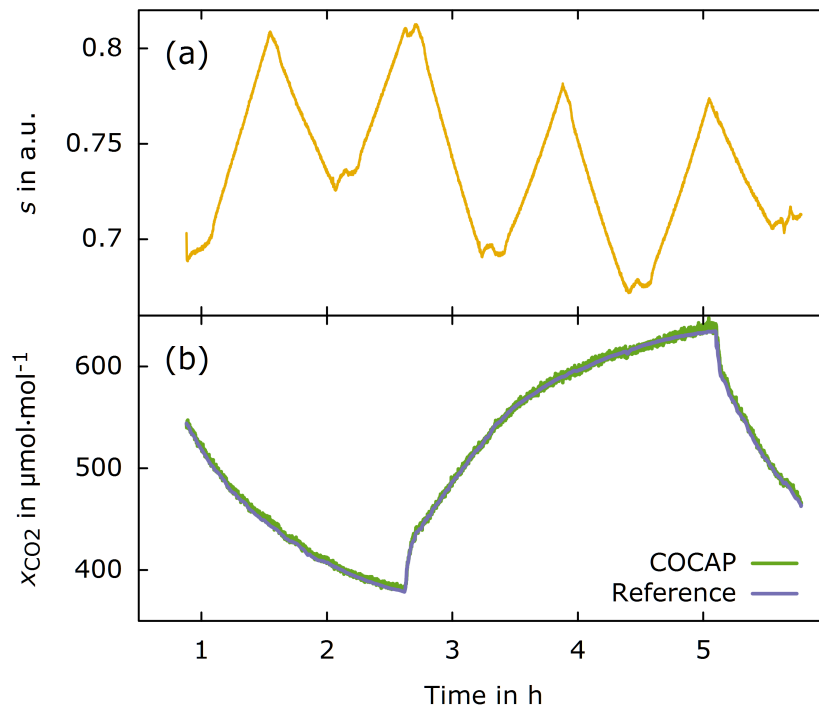 (a)
0.8
0.75
0.7
s in a.u.
(b)
600
500
400
xCO2 in µmol·mol-1
COCAP
Reference
1 2 3 4 5
Time in h